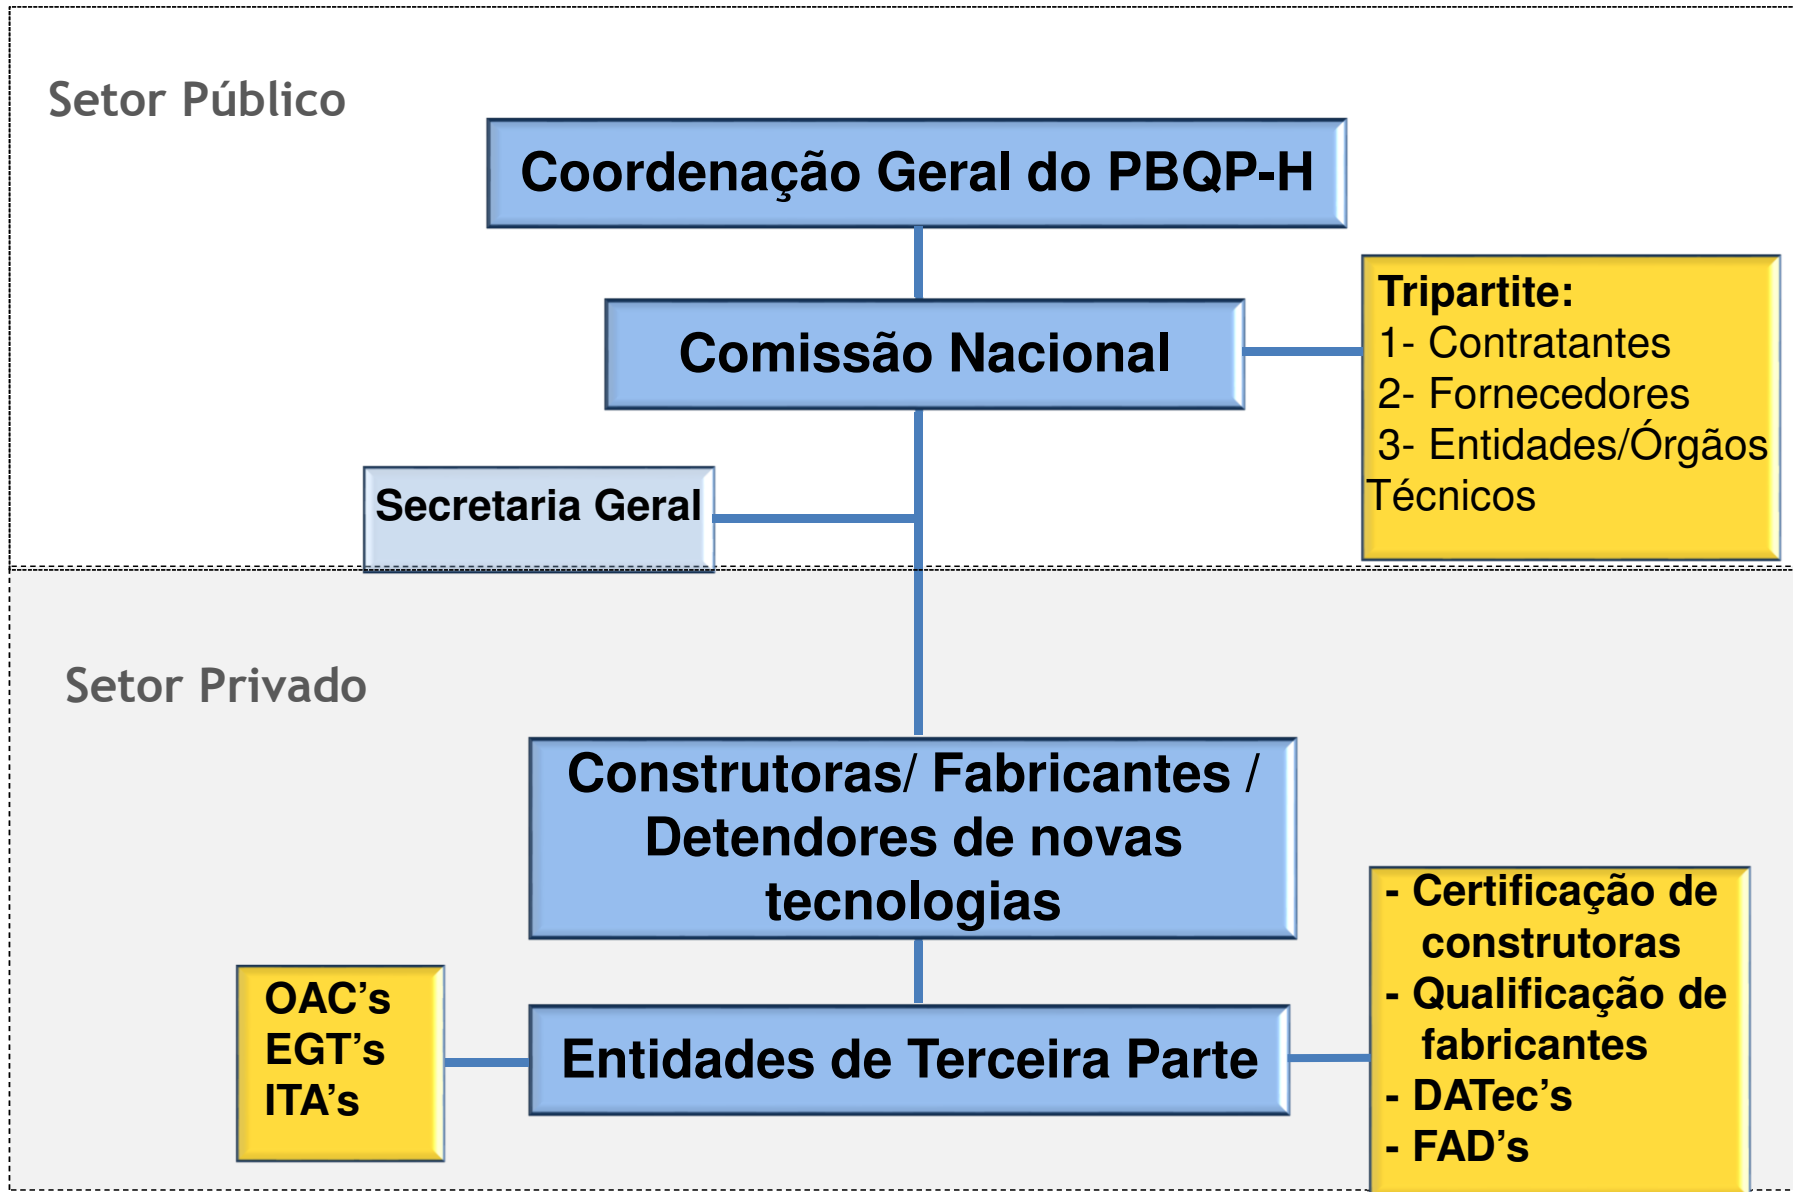 Setor Público
Coordenação Geral do PBQP-H
Comissão Nacional
Tripartite:
1- Contratantes
2- Fornecedores
3- Entidades/Órgãos
Técnicos
Secretaria Geral
Setor Privado
Construtoras/ Fabricantes /
Detendores de novas
tecnologias
OAC’s
EGT’s
ITA’s
Entidades de Terceira Parte
- Certificação de
construtoras
- Qualificação de
fabricantes
- DATec’s
- FAD’s